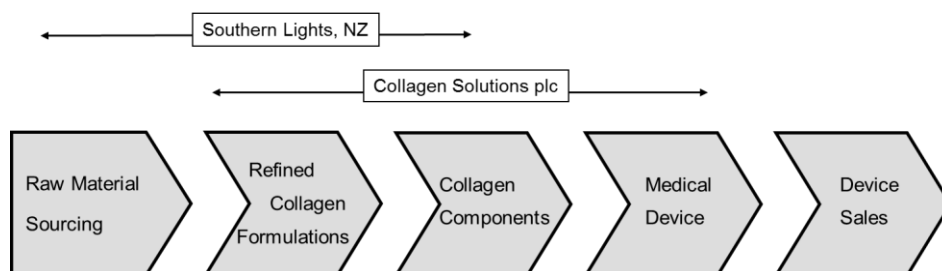 Southern Lights, NZ
Collagen Solutions plc
Raw Material
Sourcing
Refined
Collagen
Formulations
Collagen
Components
Medical
Device
Device
Sales